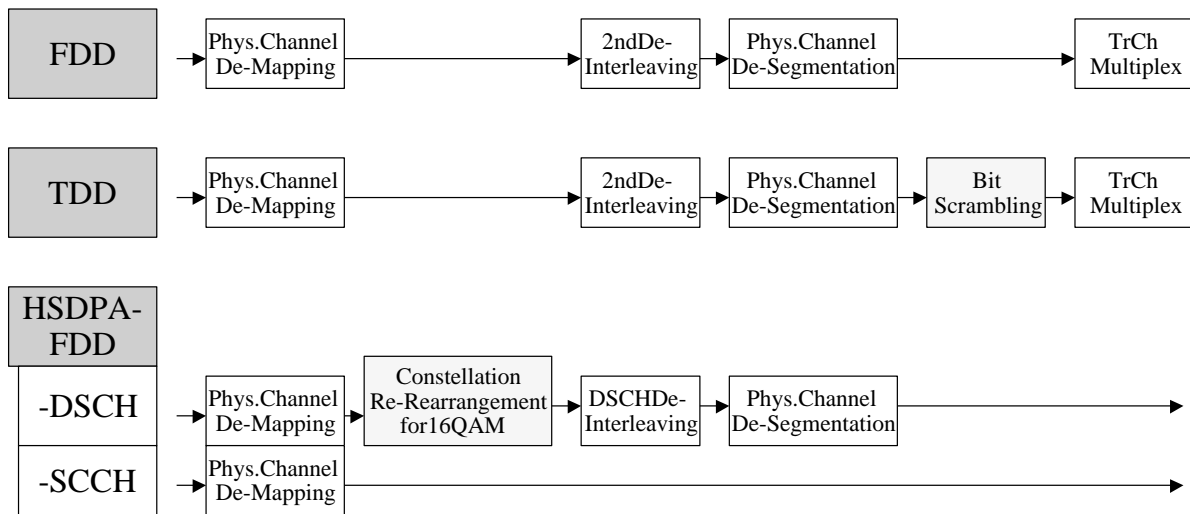 FDD
Phys.Channel
De-Mapping
2ndDe-
Interleaving
Phys.Channel
De-Segmentation
TrCh
Multiplex
TDD
Phys.Channel
De-Mapping
2ndDe-
Interleaving
Phys.Channel
De-Segmentation
Bit
Scrambling
TrCh
Multiplex
HSDPA-
FDD
-DSCH
Phys.Channel
De-Mapping
Constellation
Re-Rearrangement
for16QAM
DSCHDe-
Interleaving
Phys.Channel
De-Segmentation
-SCCH
Phys.Channel
De-Mapping